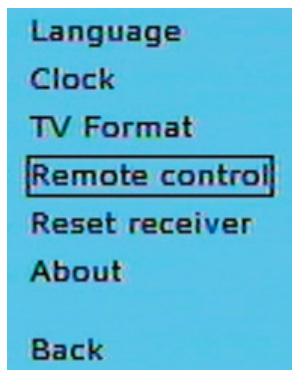 Language
Clock
TV Format
Remote control
Reset receiver
About
Back